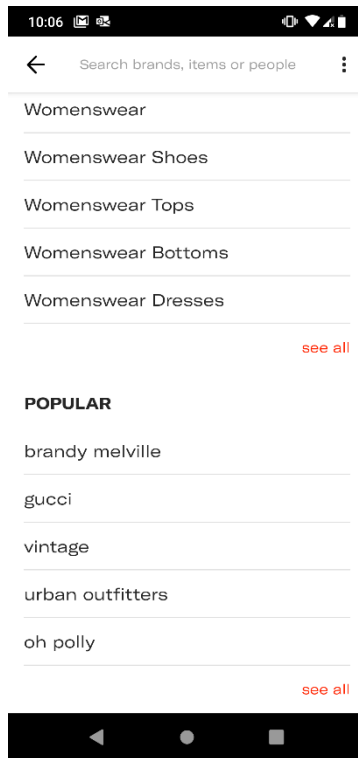 10:06
Search brands, items or people
Womenswear
Womenswear Shoes
Womenswear Tops
Womenswear Bottoms
Womenswear Dresses
see all
POPULAR
brandy melville
gucci
vintage
urban outfitters
oh polly
see all